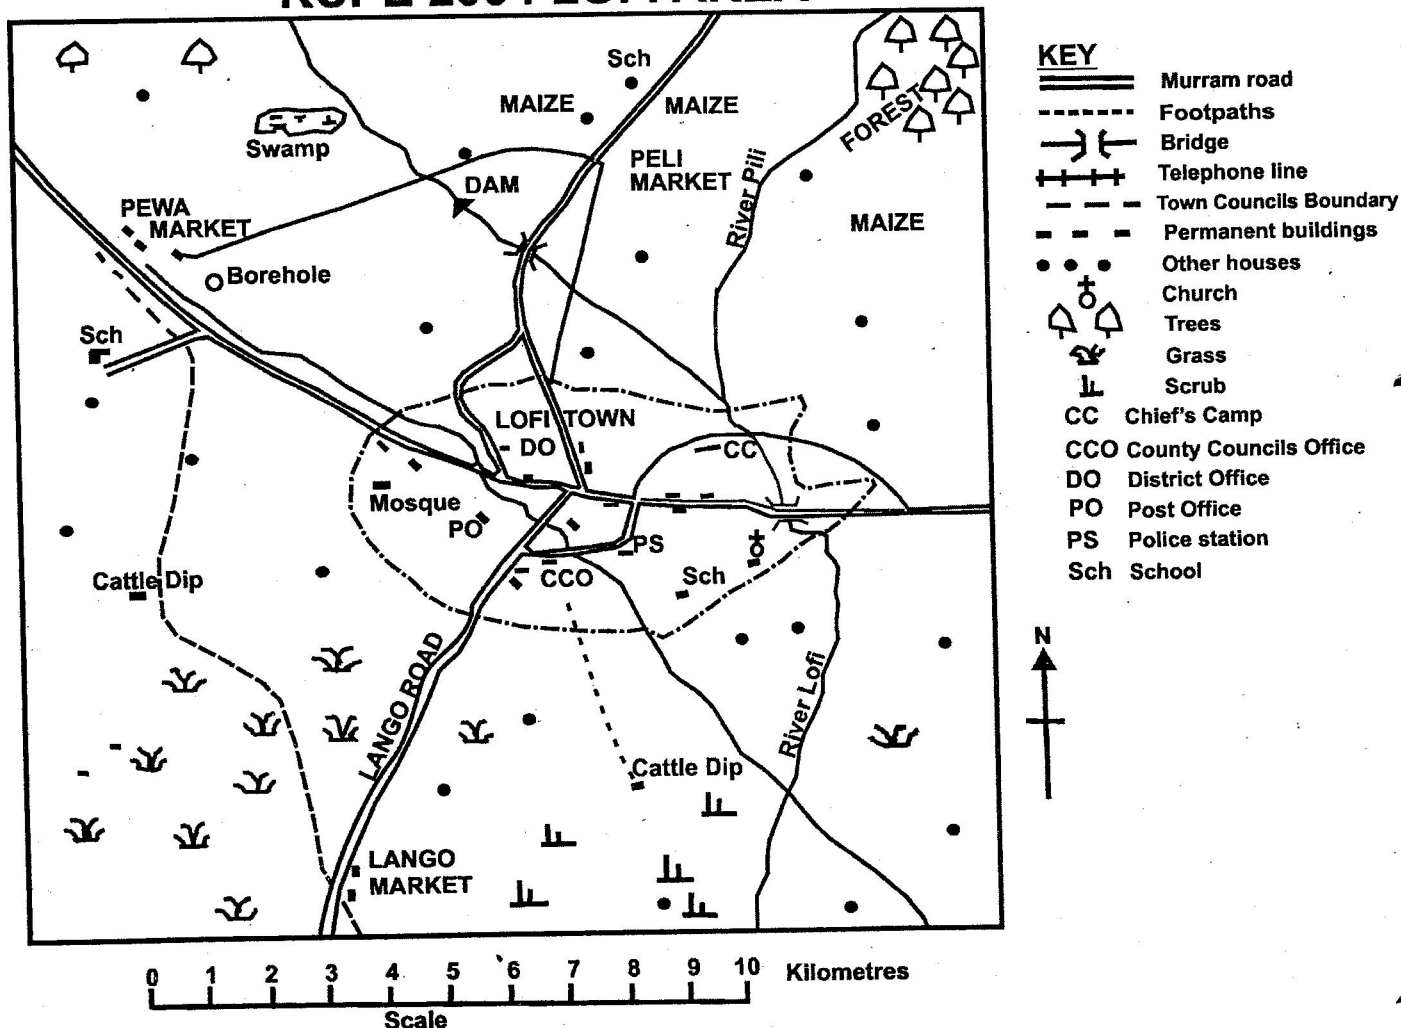 Sch
MAIZE
MAIZE
FOREST
Swamp
PELI
MARKET
River Pili
DAM
PEWA
MARKET
MAIZE
Borehole
Sch
LOFI TOWN
DO
CC
Mosque
PO
PS
CCO
Sch
Cattle Dip
LANGO ROAD
River Lofi
Cattle Dip
LANGO
MARKET
0 1 2 3 4 5 6 7 8 9 10 Kilometres
Scale
KEY
Murram road
Footpaths
Bridge
Telephone line
Town Councils Boundary
Permanent buildings
Other houses
Church
Trees
Grass
Scrub
CC Chief's Camp
CCO County Councils Office
DO District Office
PO Post Office
PS Police station
Sch School
N